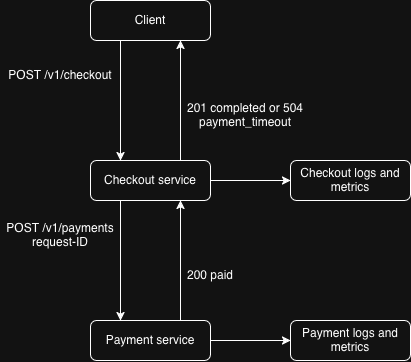 Client
POST /v1/checkout
201 completed or 504
payment_timeout
Checkout service
Checkout logs and
metrics
POST /v1/payments
request-ID
200 paid
Payment service
Payment logs and
metrics